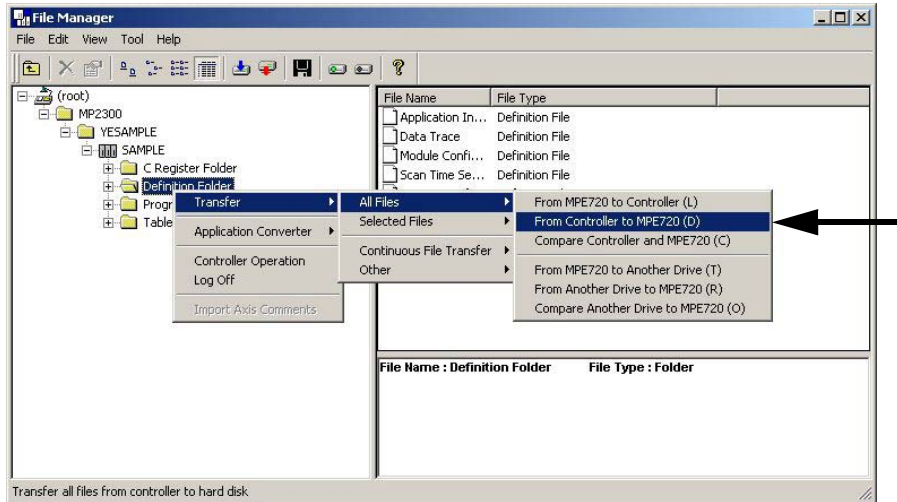 File Manager
File Edit View Tool Help
(root)
MP2300
YESAMPLE
SAMPLE
C Register Folder
Definition Folder
Progr
Table
File Name File Type
Application In... Definition File
Data Trace Definition File
Module Confi... Definition File
Scan Time Se... Definition File
Transfer
Application Converter
Controller Operation
Log Off
Import Axis Comments
All Files
Selected Files
Continuous File Transfer
Other
From MPE720 to Controller (L)
From Controller to MPE720 (D)
Compare Controller and MPE720 (C)
From MPE720 to Another Drive (T)
From Another Drive to MPE720 (R)
Compare Another Drive to MPE720 (O)
File Name : Definition Folder File Type : Folder
Transfer all files from controller to hard disk